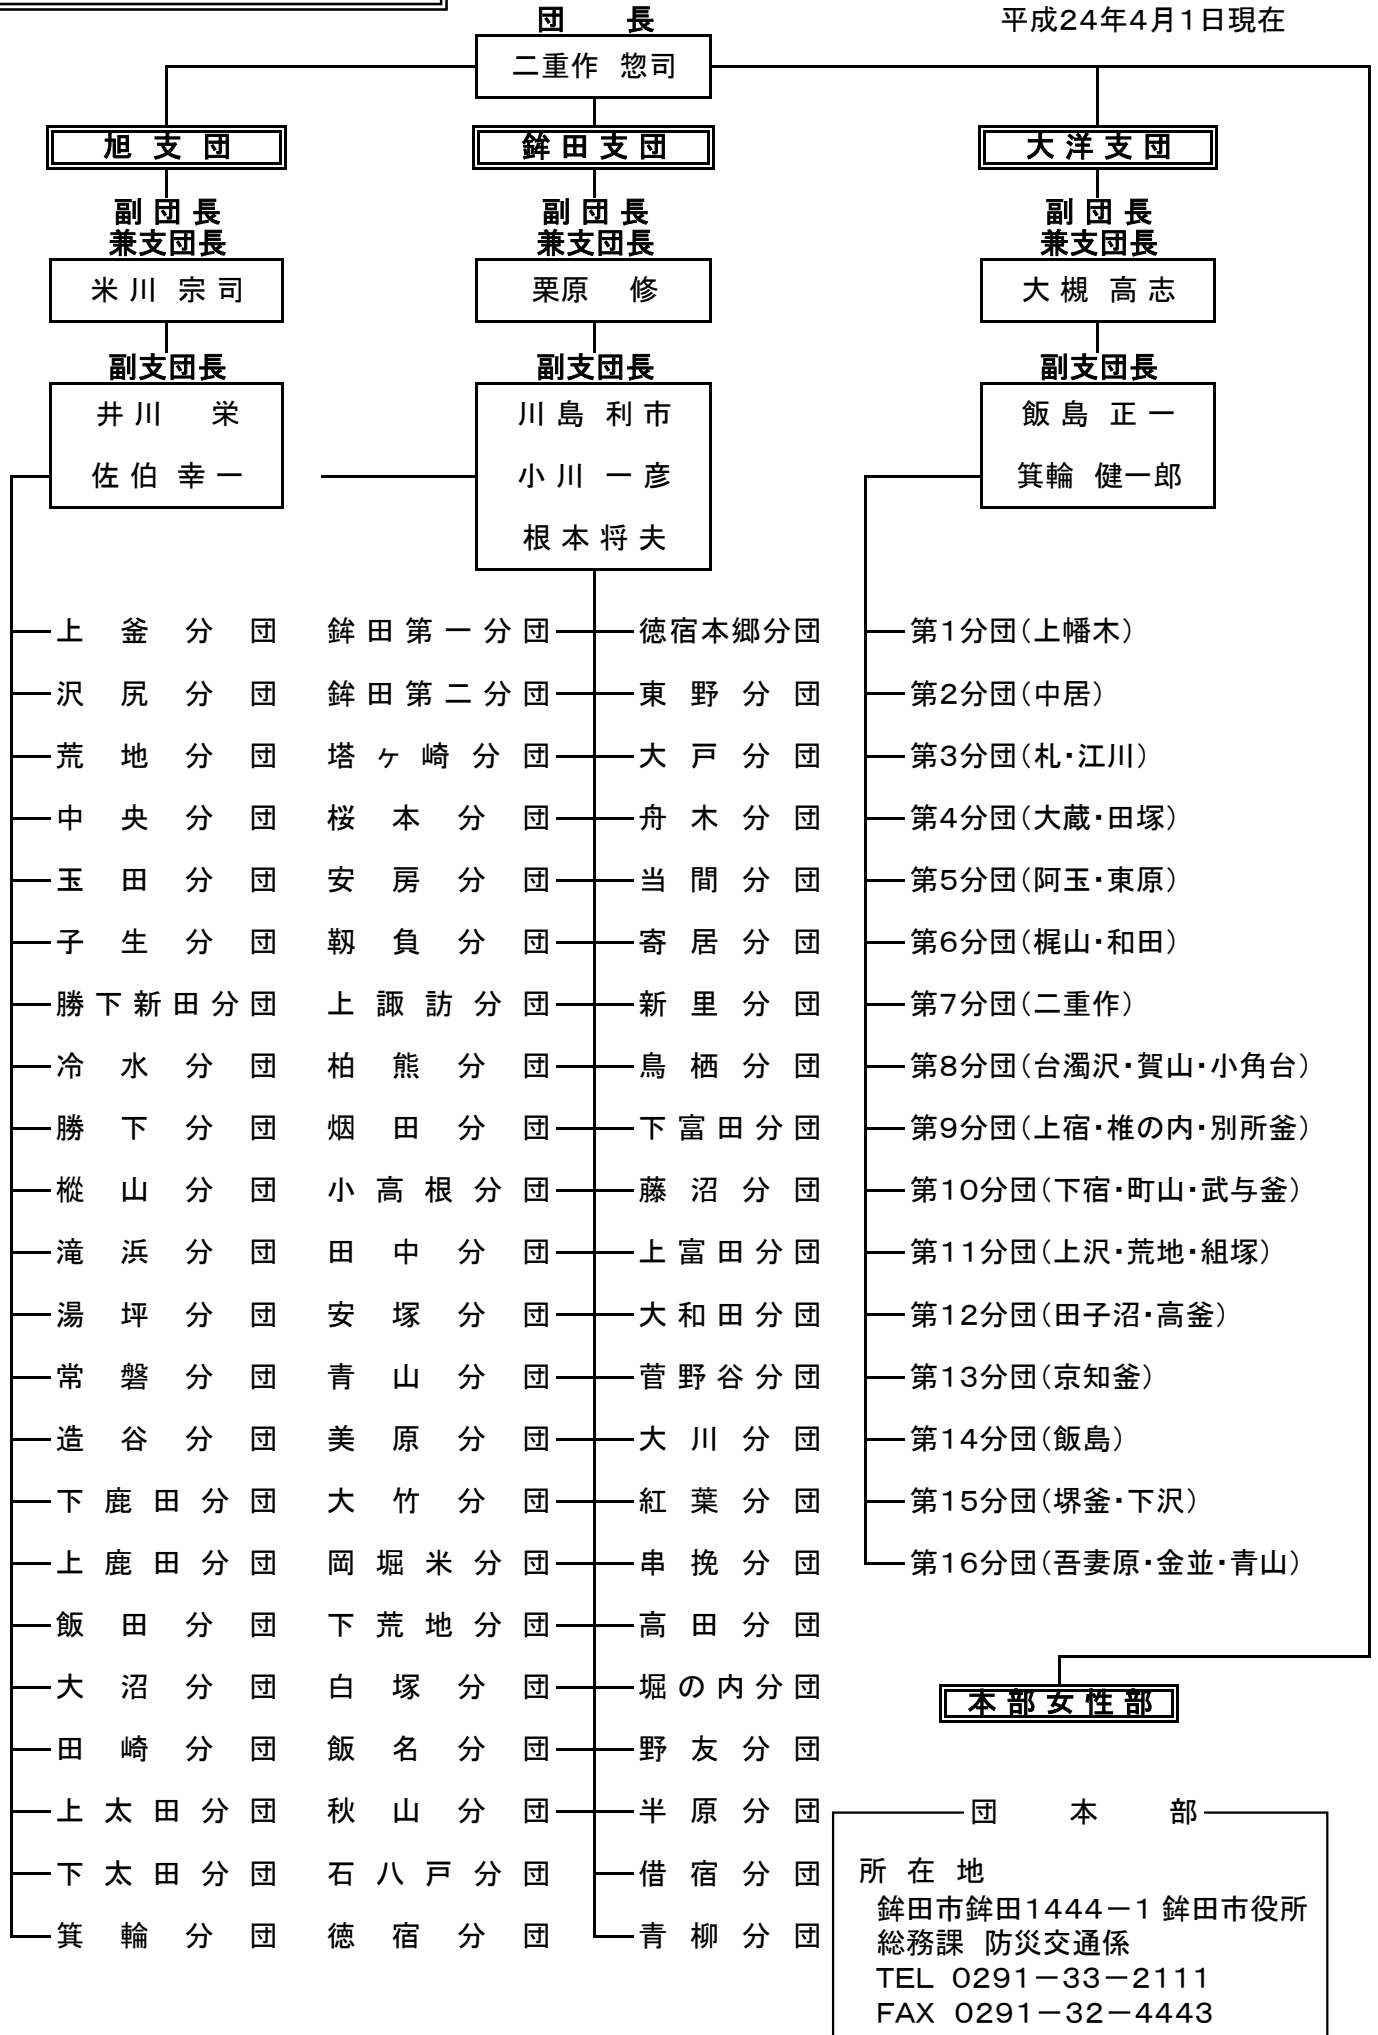 団長
平成24年4月1日現在
二重作 惣司
旭支団
鉾田支団
大洋支団
副団長
兼支団長
副団長
兼支団長
副団長
兼支団長
米川 宗司
栗原 修
大槻 高志
副支団長
副支団長
副支団長
井川 栄
佐伯 幸一
川島 利市
小川 一彦
根本将夫
飯島 正一
箕輪 健一郎
上釜分団
沢尻分団
荒地分団
中央分団
玉田分団
子生分団
勝下新田分団
冷水分団
勝下分団
樅山分団
滝浜分団
湯坪分団
常磐分団
造谷分団
下鹿田分団
上鹿田分団
飯田分団
大沼分団
田崎分団
上太田分団
下太田分団
箕輪分団
鉾田第一分団
鉾田第二分団
塔ヶ崎分団
桜本分団
安房分団
靱負分団
上諏訪分団
柏熊分団
烟田分団
小高根分団
田中分団
安塚分団
青山分団
美原分団
大竹分団
岡堀米分団
下荒地分団
白塚分団
飯名分団
秋山分団
石八戸分団
徳宿分団
徳宿本郷分団
東野分団
大戸分団
舟木分団
当間分団
寄居分団
新里分団
鳥栖分団
下富田分団
藤沼分団
上富田分団
大和田分団
菅野谷分団
大川分団
紅葉分団
串挽分団
高田分団
堀の内分団
野友分団
半原分団
借宿分団
青柳分団
第1分団（上幡木）
第2分団（中居）
第3分団（札・江川）
第4分団（大蔵・田塚）
第5分団（阿玉・東原）
第6分団（梶山・和田）
第7分団（二重作）
第8分団（台濁沢・賀山・小角台）
第9分団（上宿・椎の内・別所釜）
第10分団（下宿・町山・武与釜）
第11分団（上沢・荒地・組塚）
第12分団（田子沼・高釜）
第13分団（京知釜）
第14分団（飯島）
第15分団（堺釜・下沢）
第16分団（吾妻原・金並・青山）
本部女性部
団本部
所在地
鉾田市鉾田1444－1 鉾田市役所
総務課 防災交通係
TEL 0291－33－2111
FAX 0291－32－4443